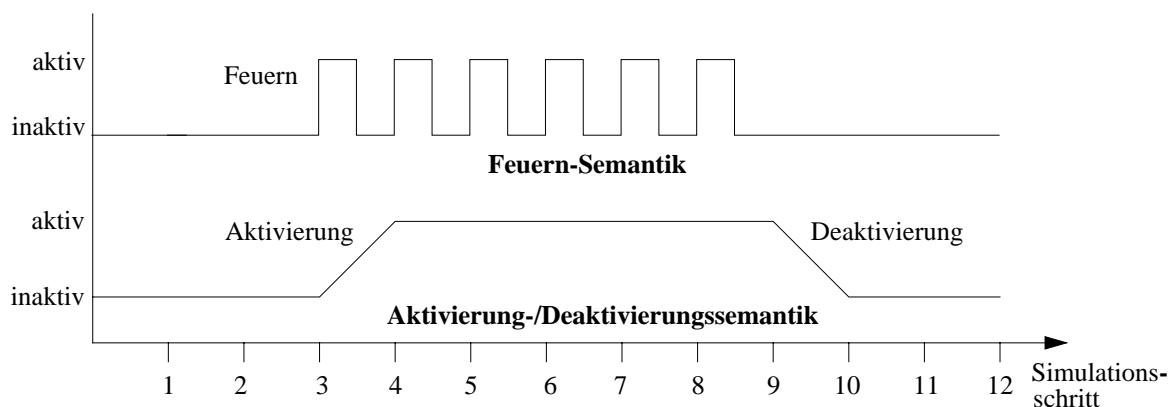 aktiv
Feuern
inaktiv
Feuern-Semantik
aktiv
Aktivierung
Deaktivierung
inaktiv
Aktivierung-/Deaktivierungssemantik
1 2 3 4 5 6 7 8 9 10 11 12
Simulations-
schritt